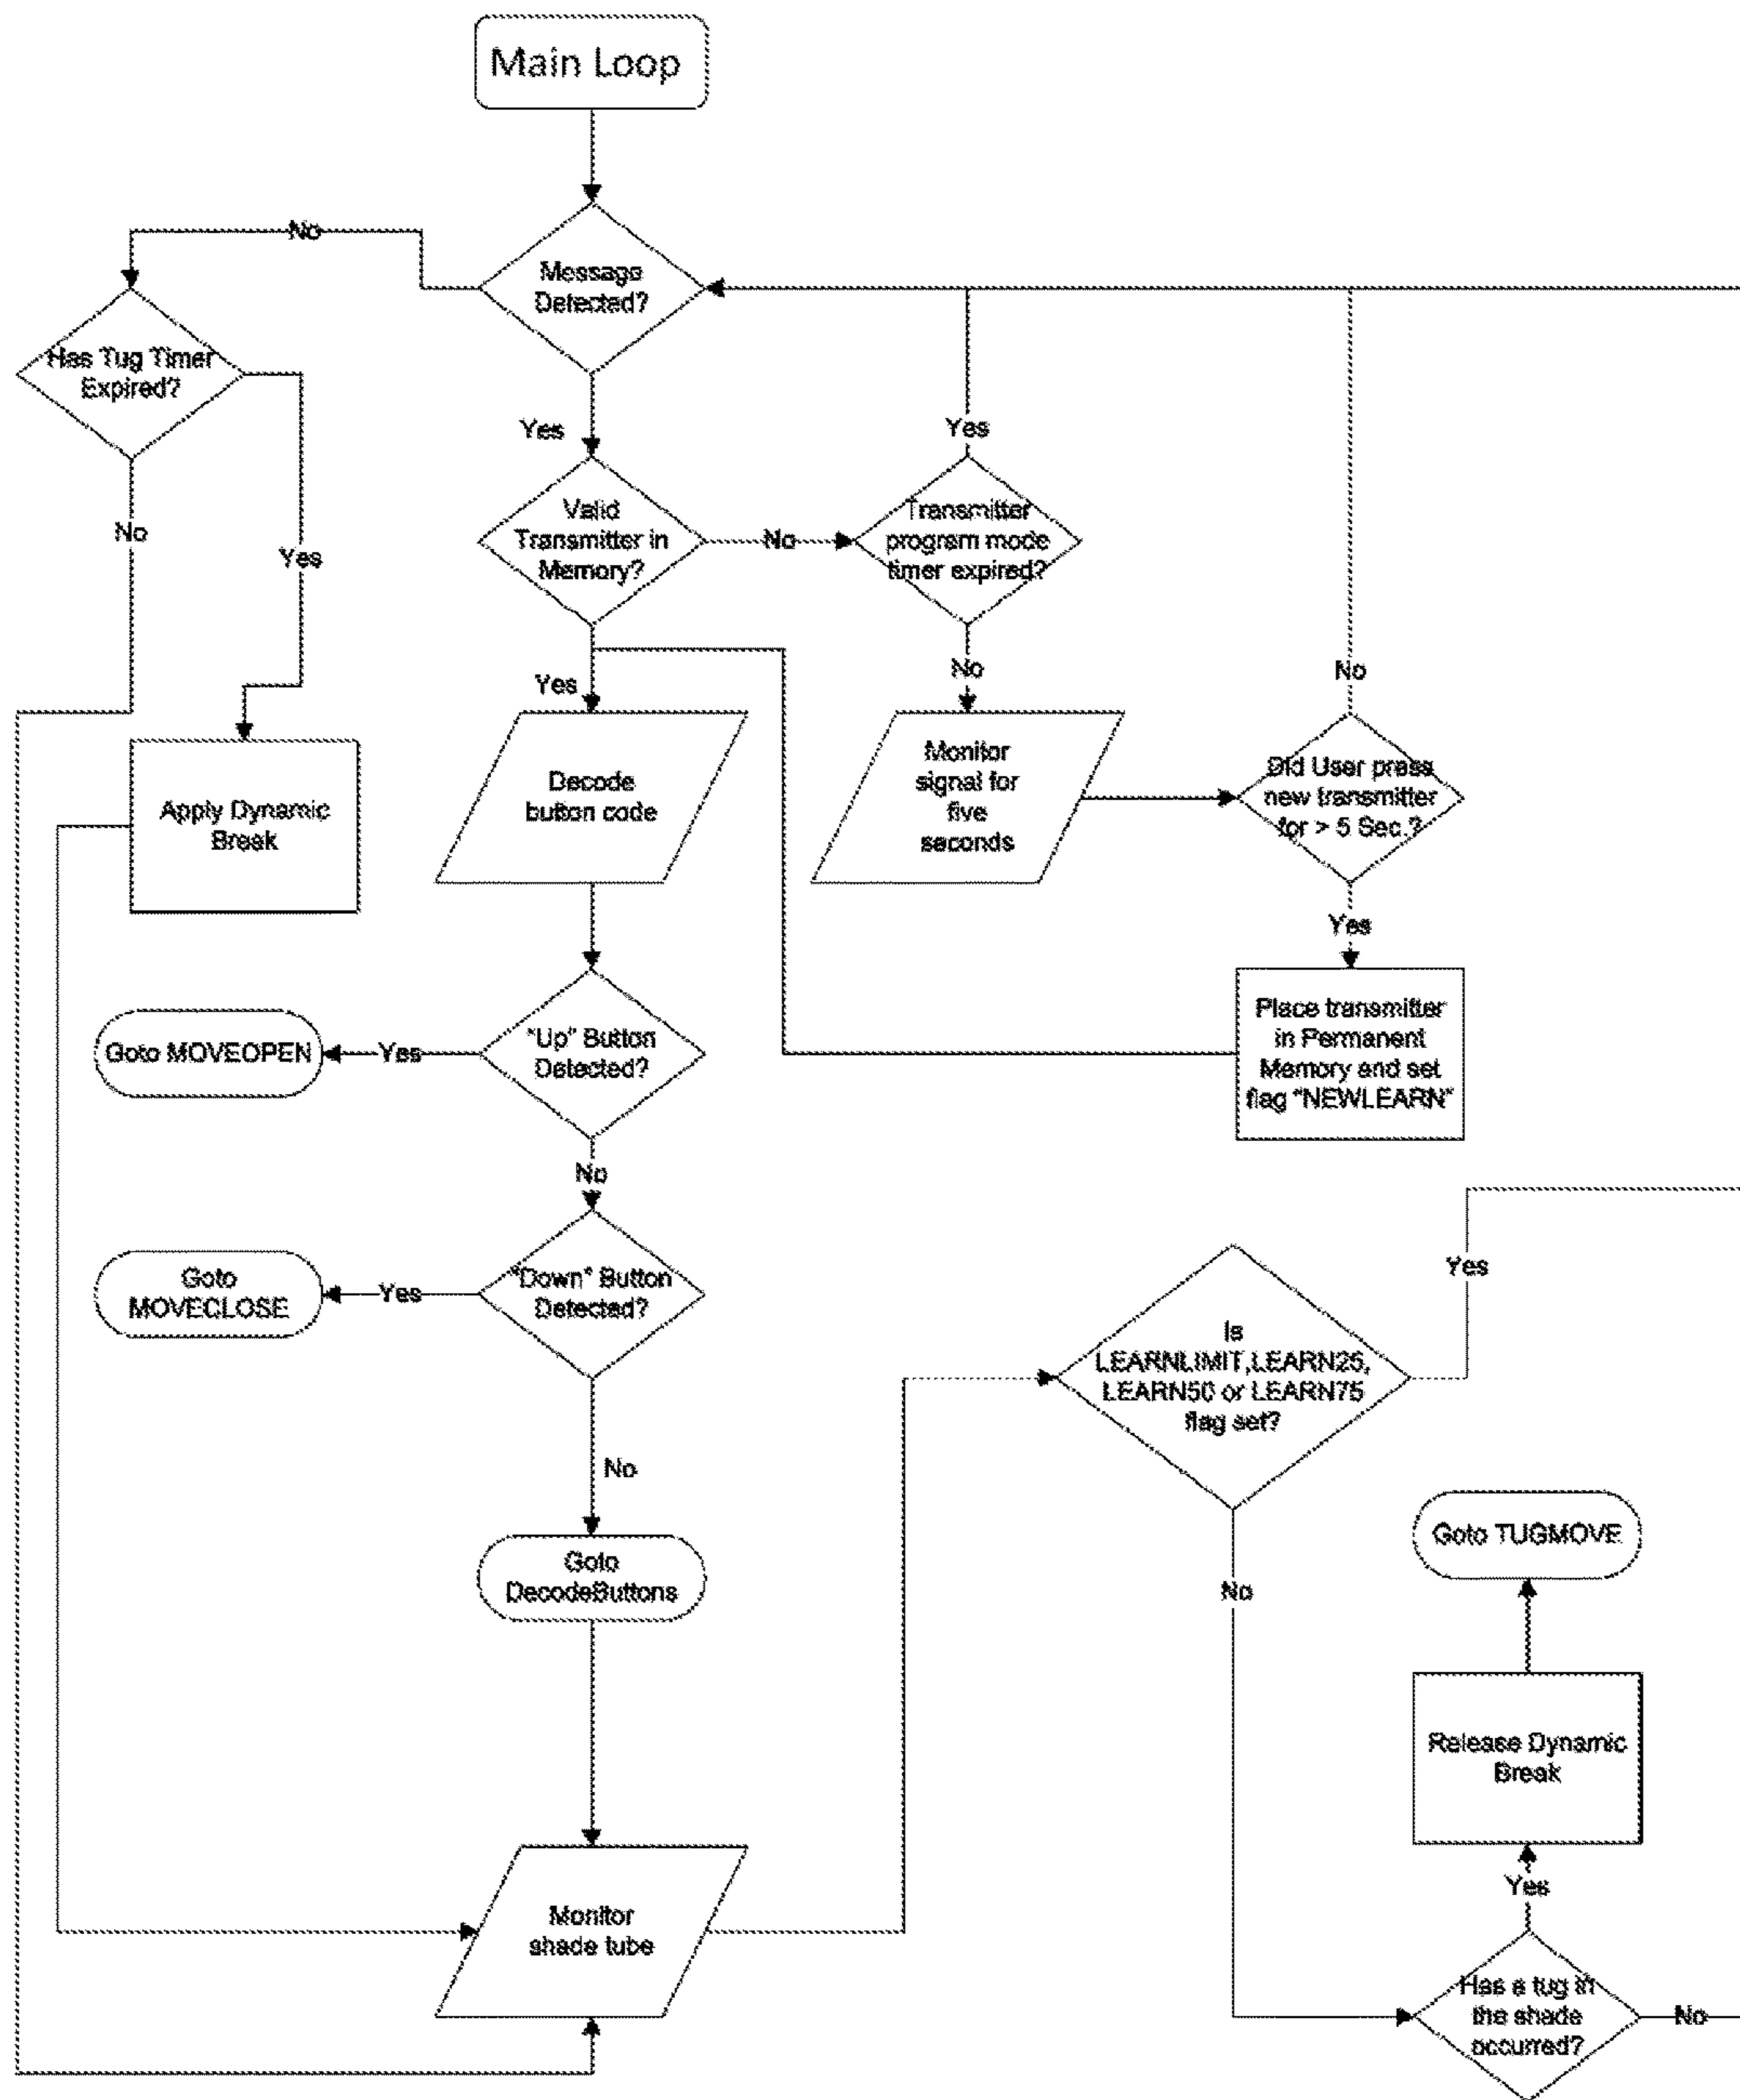 Main Loop
No
Message
Detected?
Has Tug Timer
Expired?
Yes
Yes
No
Valid
Transmitter in
Memory?
No
Transmitter
program mode
timer expired?
Yes
Yes
No
No
Decode
button code
Monitor
signal for
five
seconds
Did User press
new transmitter
for > 5 Sec.?
Apply Dynamic
Break
Yes
Goto MOVEOPEN
Yes
"Up" Button
Detected?
Place transmitter
in Permanent
Memory and set
flag "NEWLEARN"
No
Goto
MOVECLOSE
Yes
"Down" Button
Detected?
Yes
Is
LEARNLIMIT,LEARN25,
LEARN50 or LEARN75
flag set?
No
Goto
DecodeButtons
No
Goto TUGMOVE
Release Dynamic
Break
Yes
Monitor
shade tube
Has a tug in
the shade
occurred?
No